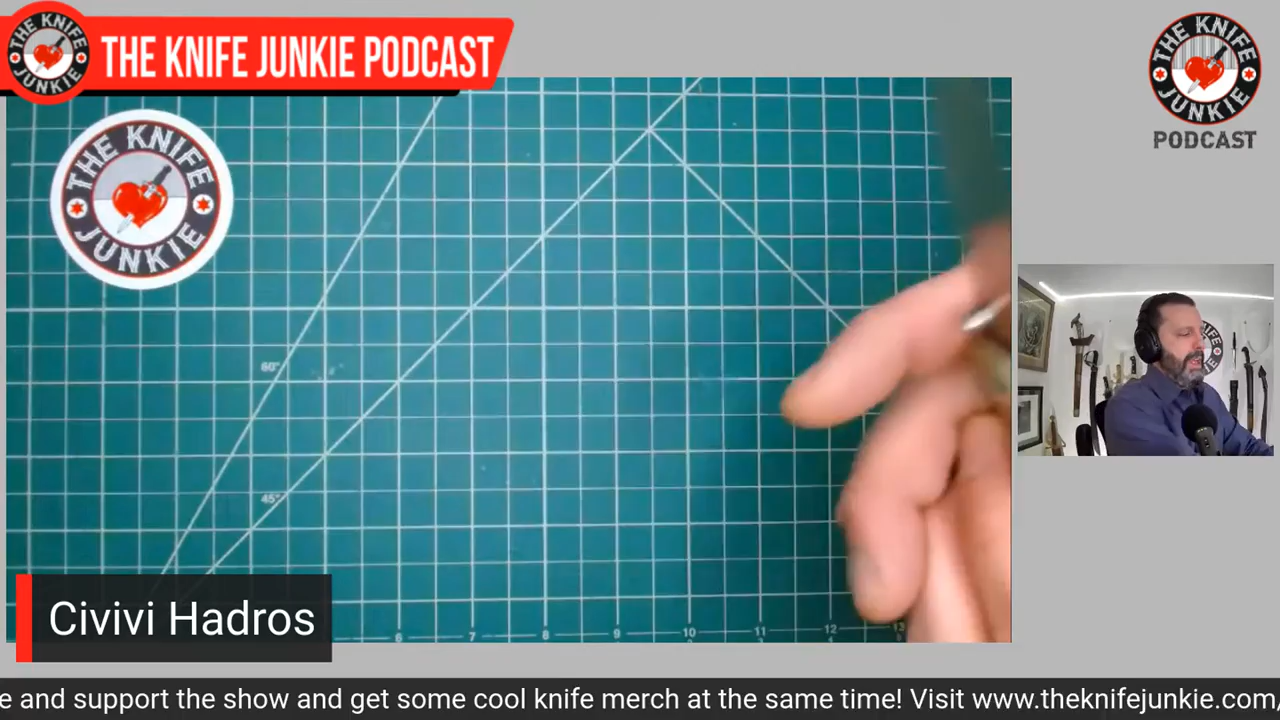 THE KNIFE JUNKIE
THE KNIFE JUNKIE PODCAST
THE KNIFE JUNKIE
PODCAST
THE KNIFE
JUNKIE
60°
45°
6 7 8 9 10 11 12 13
Civivi Hadros
e and support the show and get some cool knife merch at the same time! Visit www.theknifejunkie.com/